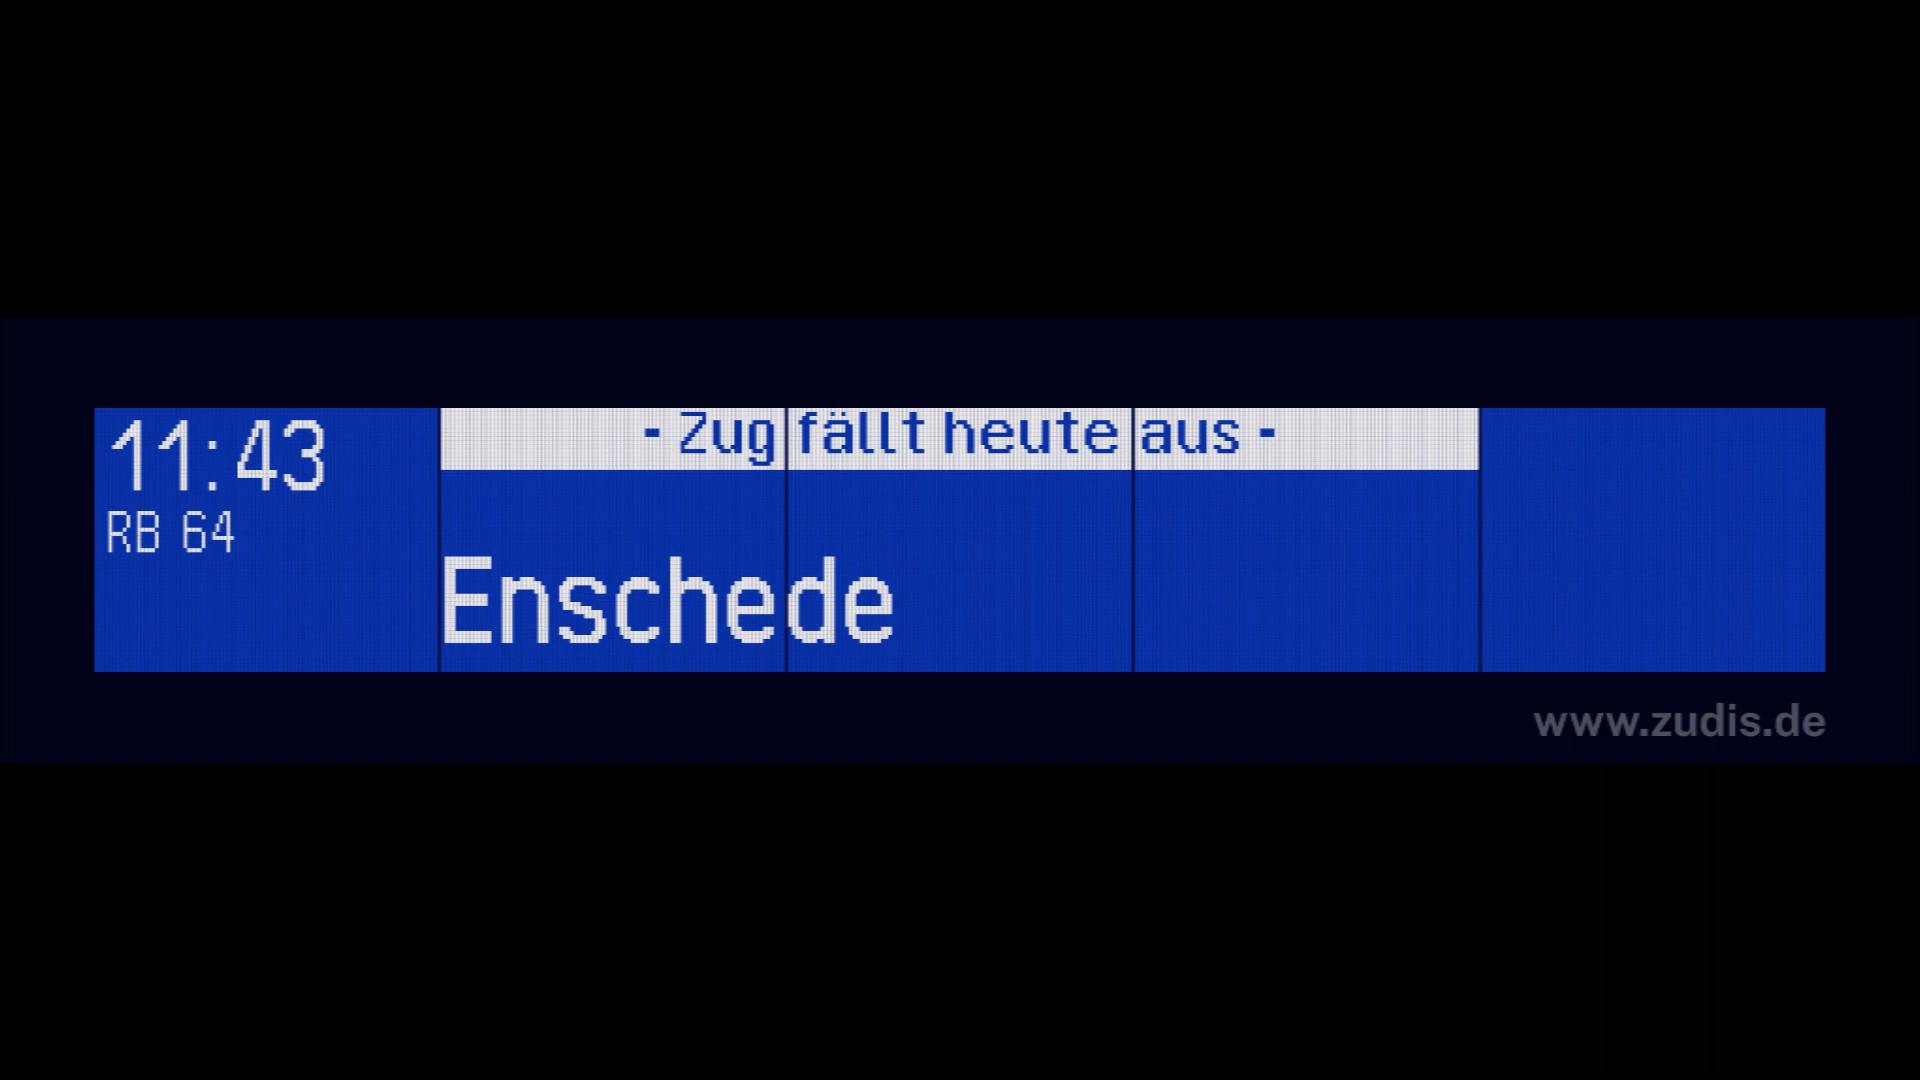 11:43
- Zug fällt heute aus -
RB 64
Enschede
www.zudis.de